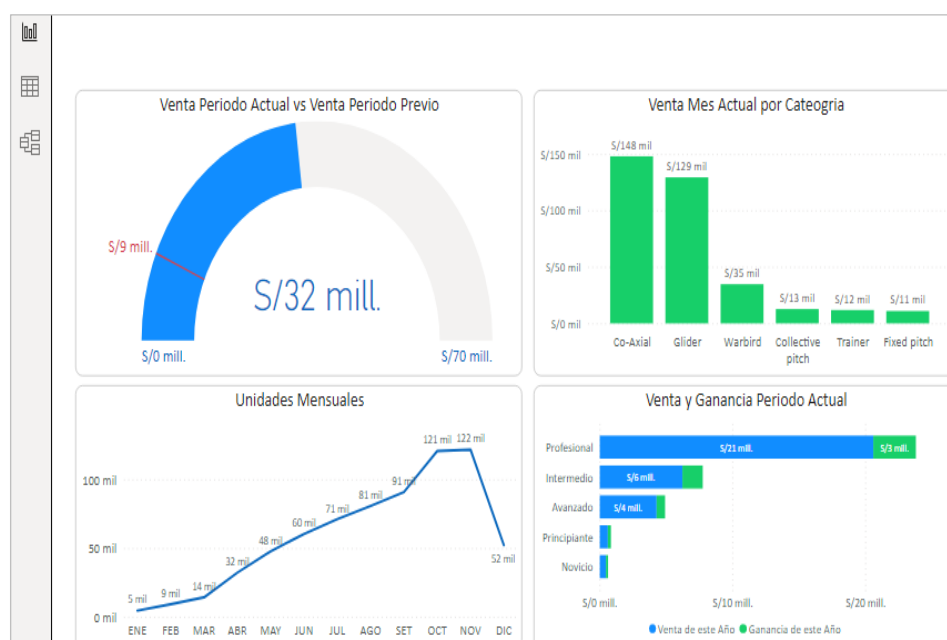 Venta Periodo Actual vs Venta Periodo Previo
S/9 mill.
S/32 mill.
S/0 mill.
S/70 mill.
Venta Mes Actual por Cateogria
S/150 mil
S/100 mil
S/50 mil
S/0 mil
S/148 mil
S/129 mil
S/35 mil
S/13 mil
S/12 mil
S/11 mil
Co-Axial
Glider
Warbird
Collective
pitch
Trainer
Fixed pitch
Unidades Mensuales
100 mil
50 mil
0 mil
5 mil
9 mil
14 mil
32 mil
48 mil
60 mil
71 mil
81 mil
91 mil
121 mil
122 mil
52 mil
ENE FEB MAR ABR MAY JUN JUL AGO SET OCT NOV DIC
Venta y Ganancia Periodo Actual
Profesional
S/21 mill.
S/3 mill.
Intermedio
S/6 mill.
Avanzado
S/4 mill.
Principiante
Novicio
S/0 mill.
S/10 mill.
S/20 mill.
Venta de este Año
Ganancia de este Año